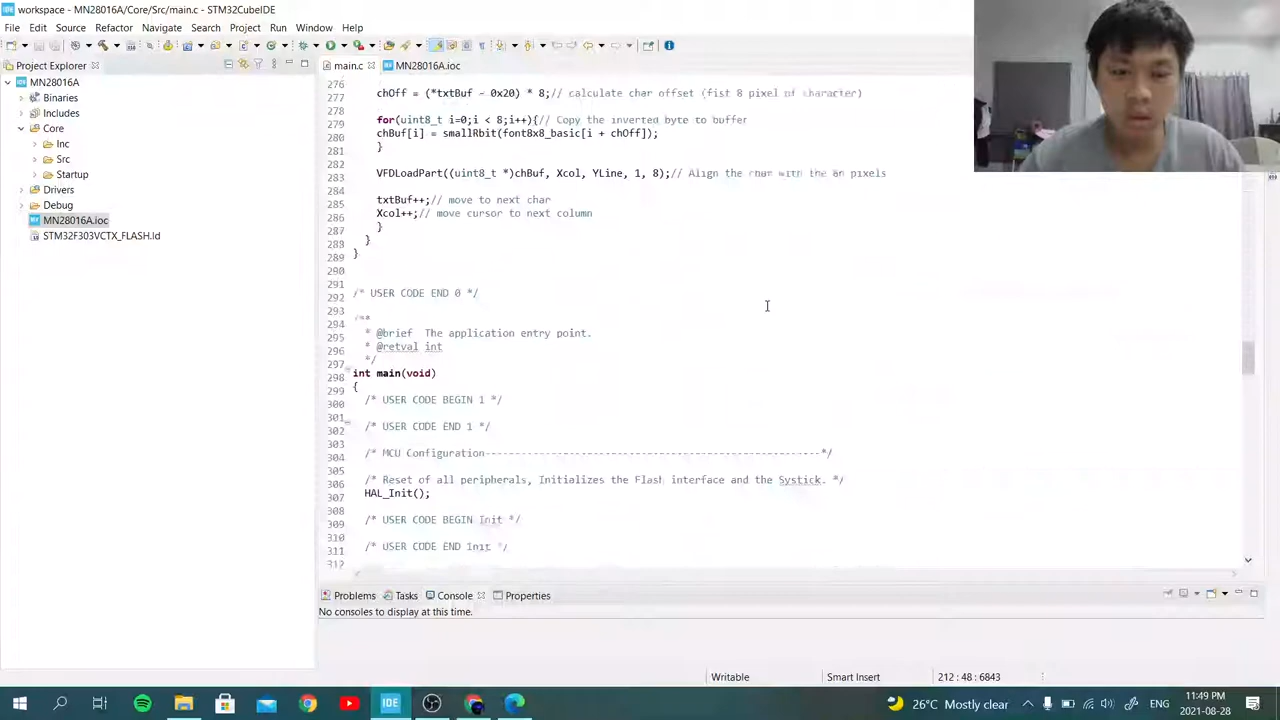 workspace - MN28016A/Core/Src/main.c - STM32CubeIDE
File Edit Source Refactor Navigate Search Project Run Window Help
Project Explorer
main.c
MN28016A.ioc
MN28016A
Binaries
Includes
Core
Inc
Src
Startup
Drivers
Debug
MN28016A.ioc
STM32F303VCTX_FLASH.ld
276
277 chOff = (*txtBuf - 0x20) * 8;// calculate char offset (fist 8 pixel of character)
278
279 for(uint8_t i=0;i < 8;i++){// Copy the inverted byte to buffer
280 chBuf[i] = smallRbit(font8x8_basic[i + chOff]);
281 }
282
283 VFDLoadPart((uint8_t *)chBuf, Xcol, YLine, 1, 8);// Align the char with the 8n pixels
284
285 txtBuf++;// move to next char
286 Xcol++;// move cursor to next column
287 }
288 }
289 }
290
291
292 /* USER CODE END 0 */
293
294 /**
295 * @brief The application entry point.
296 * @retval int
297 */
298 int main(void)
299 {
300 /* USER CODE BEGIN 1 */
301
302 /* USER CODE END 1 */
303
304 /* MCU Configuration--------------------------------------------------------*/
305
306 /* Reset of all peripherals, Initializes the Flash interface and the Systick. */
307 HAL_Init();
308
309 /* USER CODE BEGIN Init */
310
311 /* USER CODE END Init */
312
Problems Tasks Console Properties
No consoles to display at this time.
Writable Smart Insert 212 : 48 : 6843
IDE
26°C Mostly clear
ENG
11:49 PM
2021-08-28